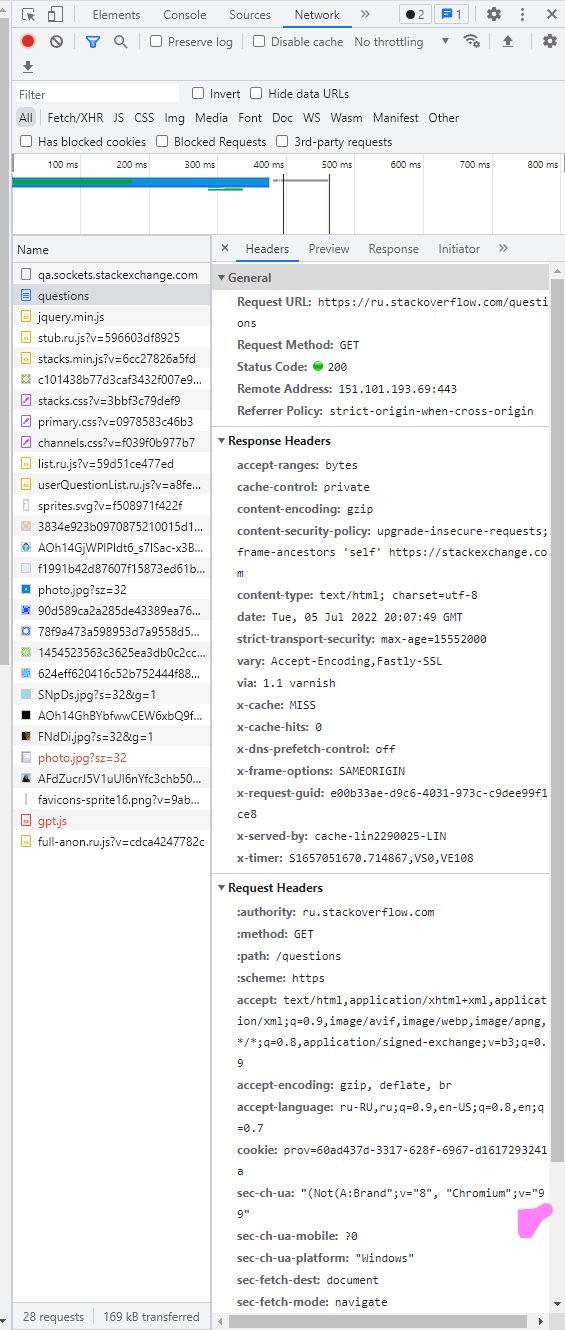 Elements Console Sources Network » 2 1
Preserve log Disable cache No throttling
Filter Invert Hide data URLs
All Fetch/XHR JS CSS Img Media Font Doc WS Wasm Manifest Other
Has blocked cookies Blocked Requests 3rd-party requests
100 ms 200 ms 300 ms 400 ms 500 ms 600 ms 700 ms 800 ms
Name
qa.sockets.stackexchange.com
questions
jquery.min.js
stub.ru.js?v=596603df8925
stacks.min.js?v=6cc27826a5fd
c101438b77d3caf3432f007e9...
stacks.css?v=3bbf3c79def9
primary.css?v=0978583c46b3
channels.css?v=f039f0b977b7
list.ru.js?v=59d51ce477ed
userQuestionList.ru.js?v=a8fe...
sprites.svg?v=f508971f422f
3834e923b0970875210015d1...
AOh14GjWPlPIdt6_s7ISac-x3B...
f1991b42d87607f15873ed61b...
photo.jpg?sz=32
90d589ca2a285de43389ea76...
78f9a473a598953d7a9558d5...
1454523563c3625ea3db0c2cc...
624eff620416c52b752444f88...
SNpDs.jpg?s=32&g=1
AOh14GhBYbfwwCEW6xbQ9f...
FNdDi.jpg?s=32&g=1
photo.jpg?sz=32
AFdZucrJ5V1uUl6nYfc3chb50...
favicons-sprite16.png?v=9ab...
gpt.js
full-anon.ru.js?v=cdca4247782c
28 requests 169 kB transferred
× Headers Preview Response Initiator »
General
Request URL: https://ru.stackoverflow.com/questi
ons
Request Method: GET
Status Code: 200
Remote Address: 151.101.193.69:443
Referrer Policy: strict-origin-when-cross-origin
Response Headers
accept-ranges: bytes
cache-control: private
content-encoding: gzip
content-security-policy: upgrade-insecure-requests;
frame-ancestors 'self' https://stackexchange.co
m
content-type: text/html; charset=utf-8
date: Tue, 05 Jul 2022 20:07:49 GMT
strict-transport-security: max-age=15552000
vary: Accept-Encoding,Fastly-SSL
via: 1.1 varnish
x-cache: MISS
x-cache-hits: 0
x-dns-prefetch-control: off
x-frame-options: SAMEORIGIN
x-request-guid: e00b33ae-d9c6-4031-973c-c9dee99f1
ce8
x-served-by: cache-lin2290025-LIN
x-timer: S1657051670.714867,VS0,VE108
Request Headers
:authority: ru.stackoverflow.com
:method: GET
:path: /questions
:scheme: https
accept: text/html,application/xhtml+xml,applicat
ion/xml;q=0.9,image/avif,image/webp,image/apng,
*/*;q=0.8,application/signed-exchange;v=b3;q=0.
9
accept-encoding: gzip, deflate, br
accept-language: ru-RU,ru;q=0.9,en-US;q=0.8,en;q
=0.7
cookie: prov=60ad437d-3317-628f-6967-d1617293241
a
sec-ch-ua: "(Not(A:Brand";v="8", "Chromium";v="9
9"
sec-ch-ua-mobile: ?0
sec-ch-ua-platform: "Windows"
sec-fetch-dest: document
sec-fetch-mode: navigate